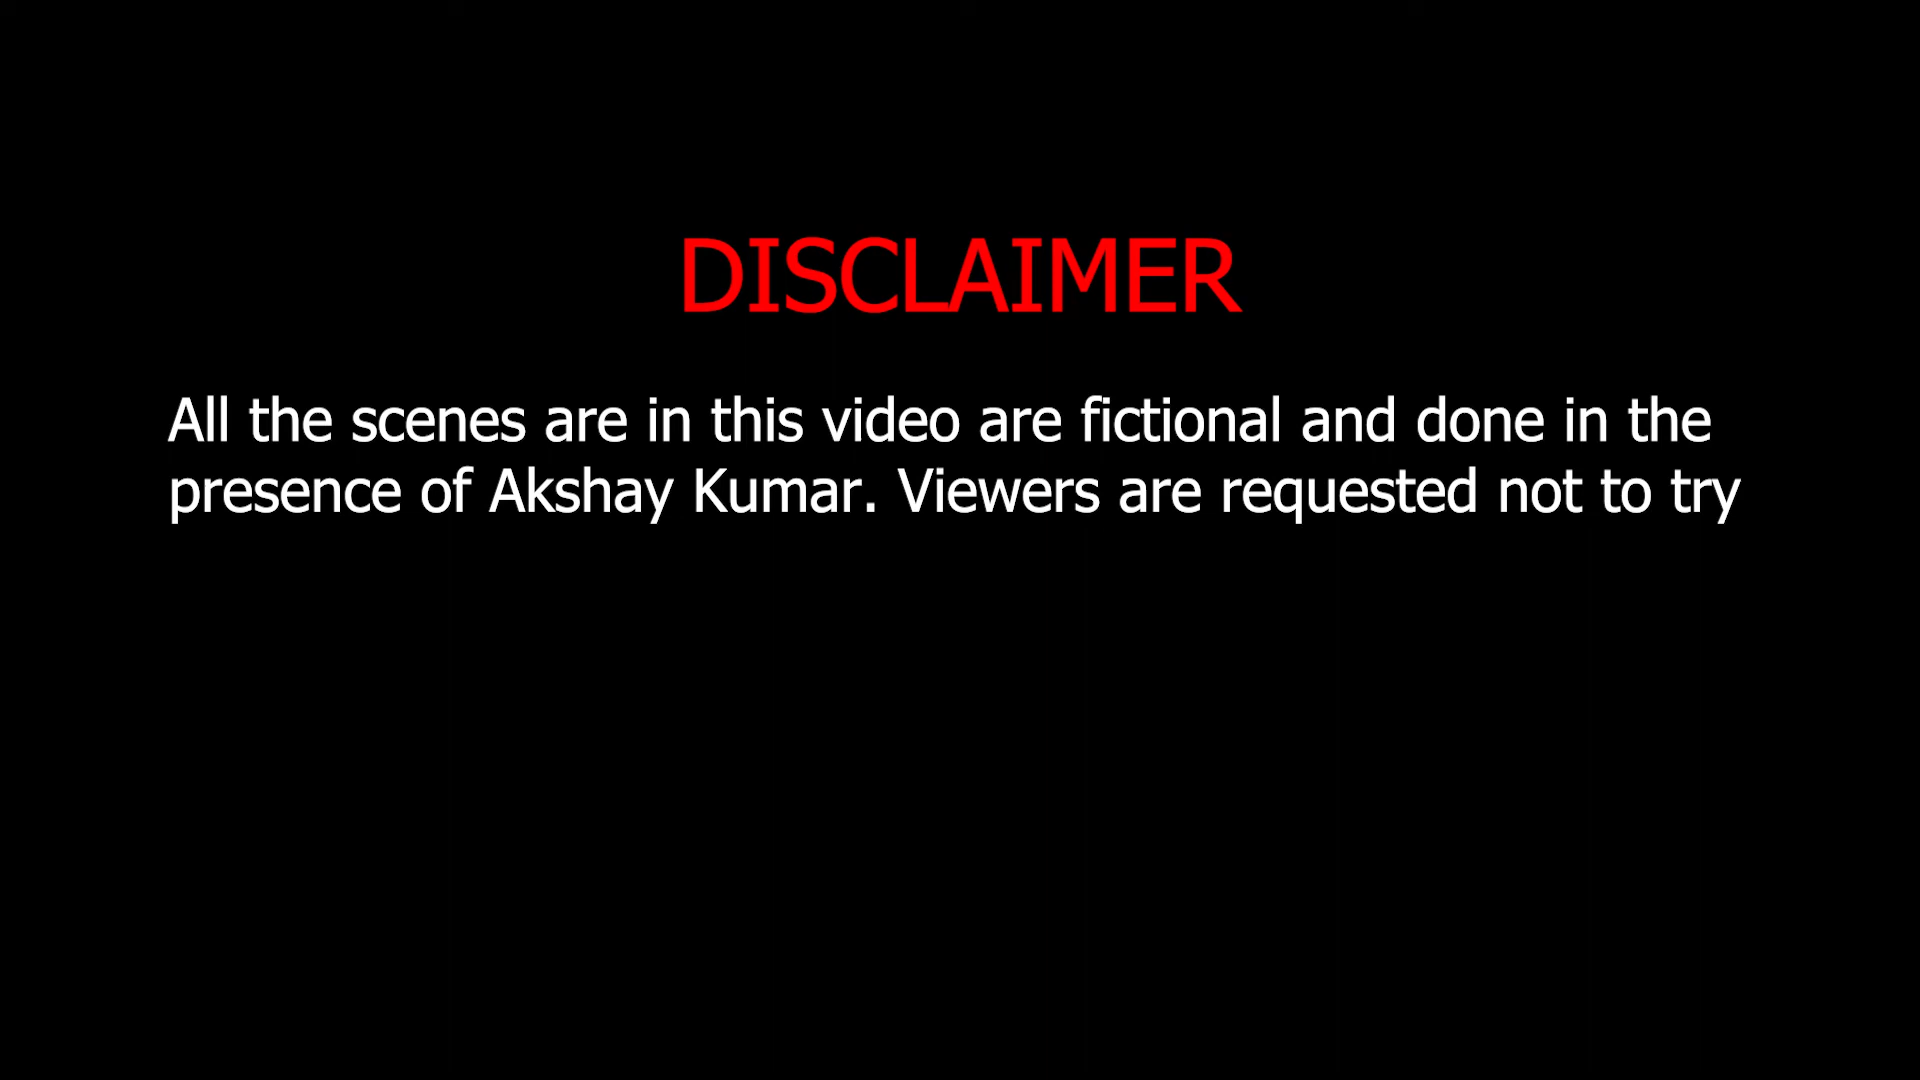 DISCLAIMER
All the scenes are in this video are fictional and done in the
presence of Akshay Kumar. Viewers are requested not to try